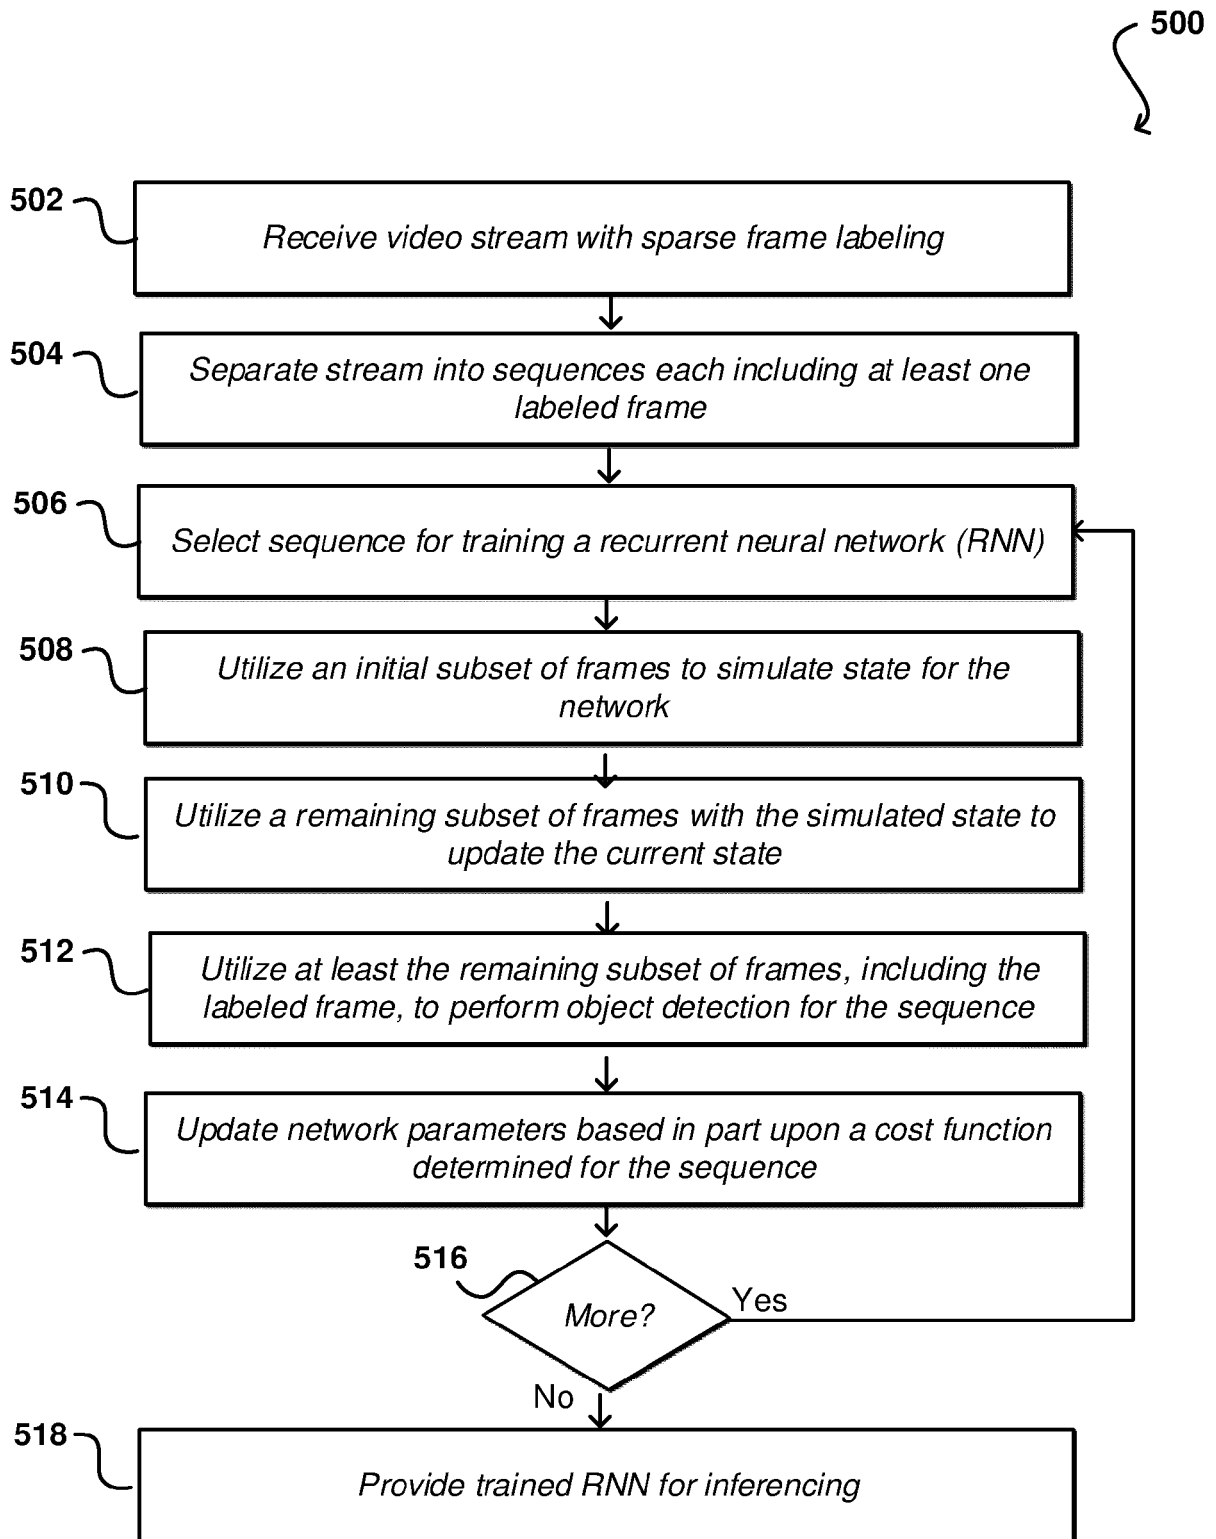 500
502
Receive video stream with sparse frame labeling
504
Separate stream into sequences each including at least one
labeled frame
506
Select sequence for training a recurrent neural network (RNN)
508
Utilize an initial subset of frames to simulate state for the
network
510
Utilize a remaining subset of frames with the simulated state to
update the current state
512
Utilize at least the remaining subset of frames, including the
labeled frame, to perform object detection for the sequence
514
Update network parameters based in part upon a cost function
determined for the sequence
516
More?
Yes
No
518
Provide trained RNN for inferencing